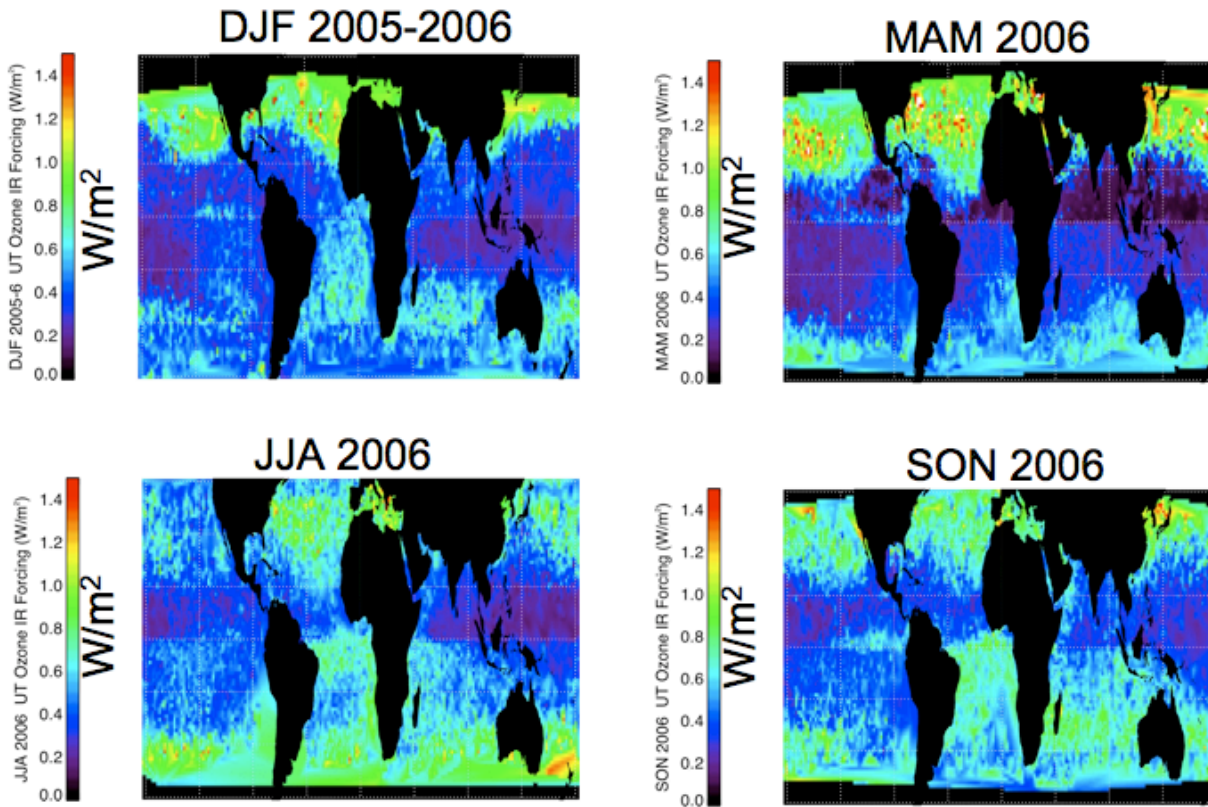 DJF 2005-2006
DJF 2005-6 UT Ozone IR Forcing (W/m²)
1.4
1.2
1.0
0.8
0.6
0.4
0.2
0.0
W/m²
MAM 2006
MAM 2006 UT Ozone IR Forcing (W/m²)
1.4
1.2
1.0
0.8
0.6
0.4
0.2
0.0
W/m²
JJA 2006
JJA 2006 UT Ozone IR Forcing (W/m²)
1.4
1.2
1.0
0.8
0.6
0.4
0.2
0.0
W/m²
SON 2006
SON 2006 UT Ozone IR Forcing (W/m²)
1.4
1.2
1.0
0.8
0.6
0.4
0.2
0.0
W/m²